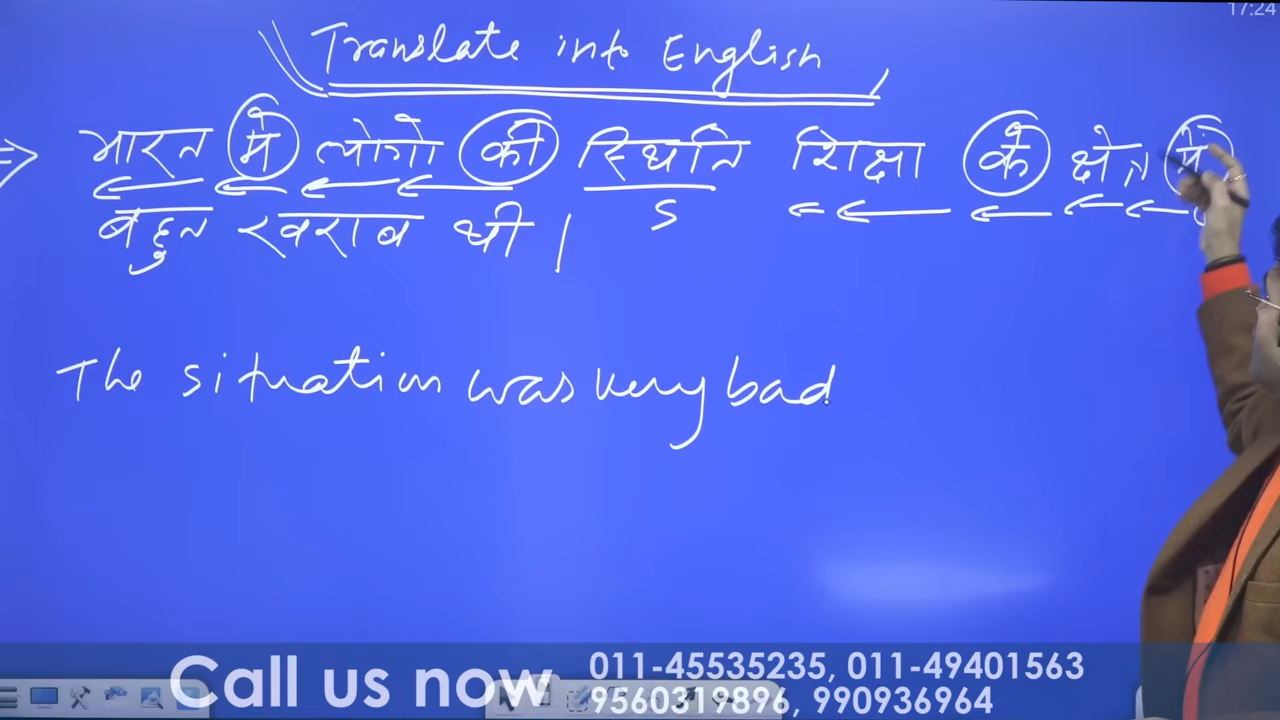 17:24
Translate into English
⇒ भारत में लोगो की स्थिति शिक्षा के क्षेत्र में
S
बहुत खराब थी।
The situation was very bad
Call us now 011-45535235, 011-49401563
9560319896, 990936964